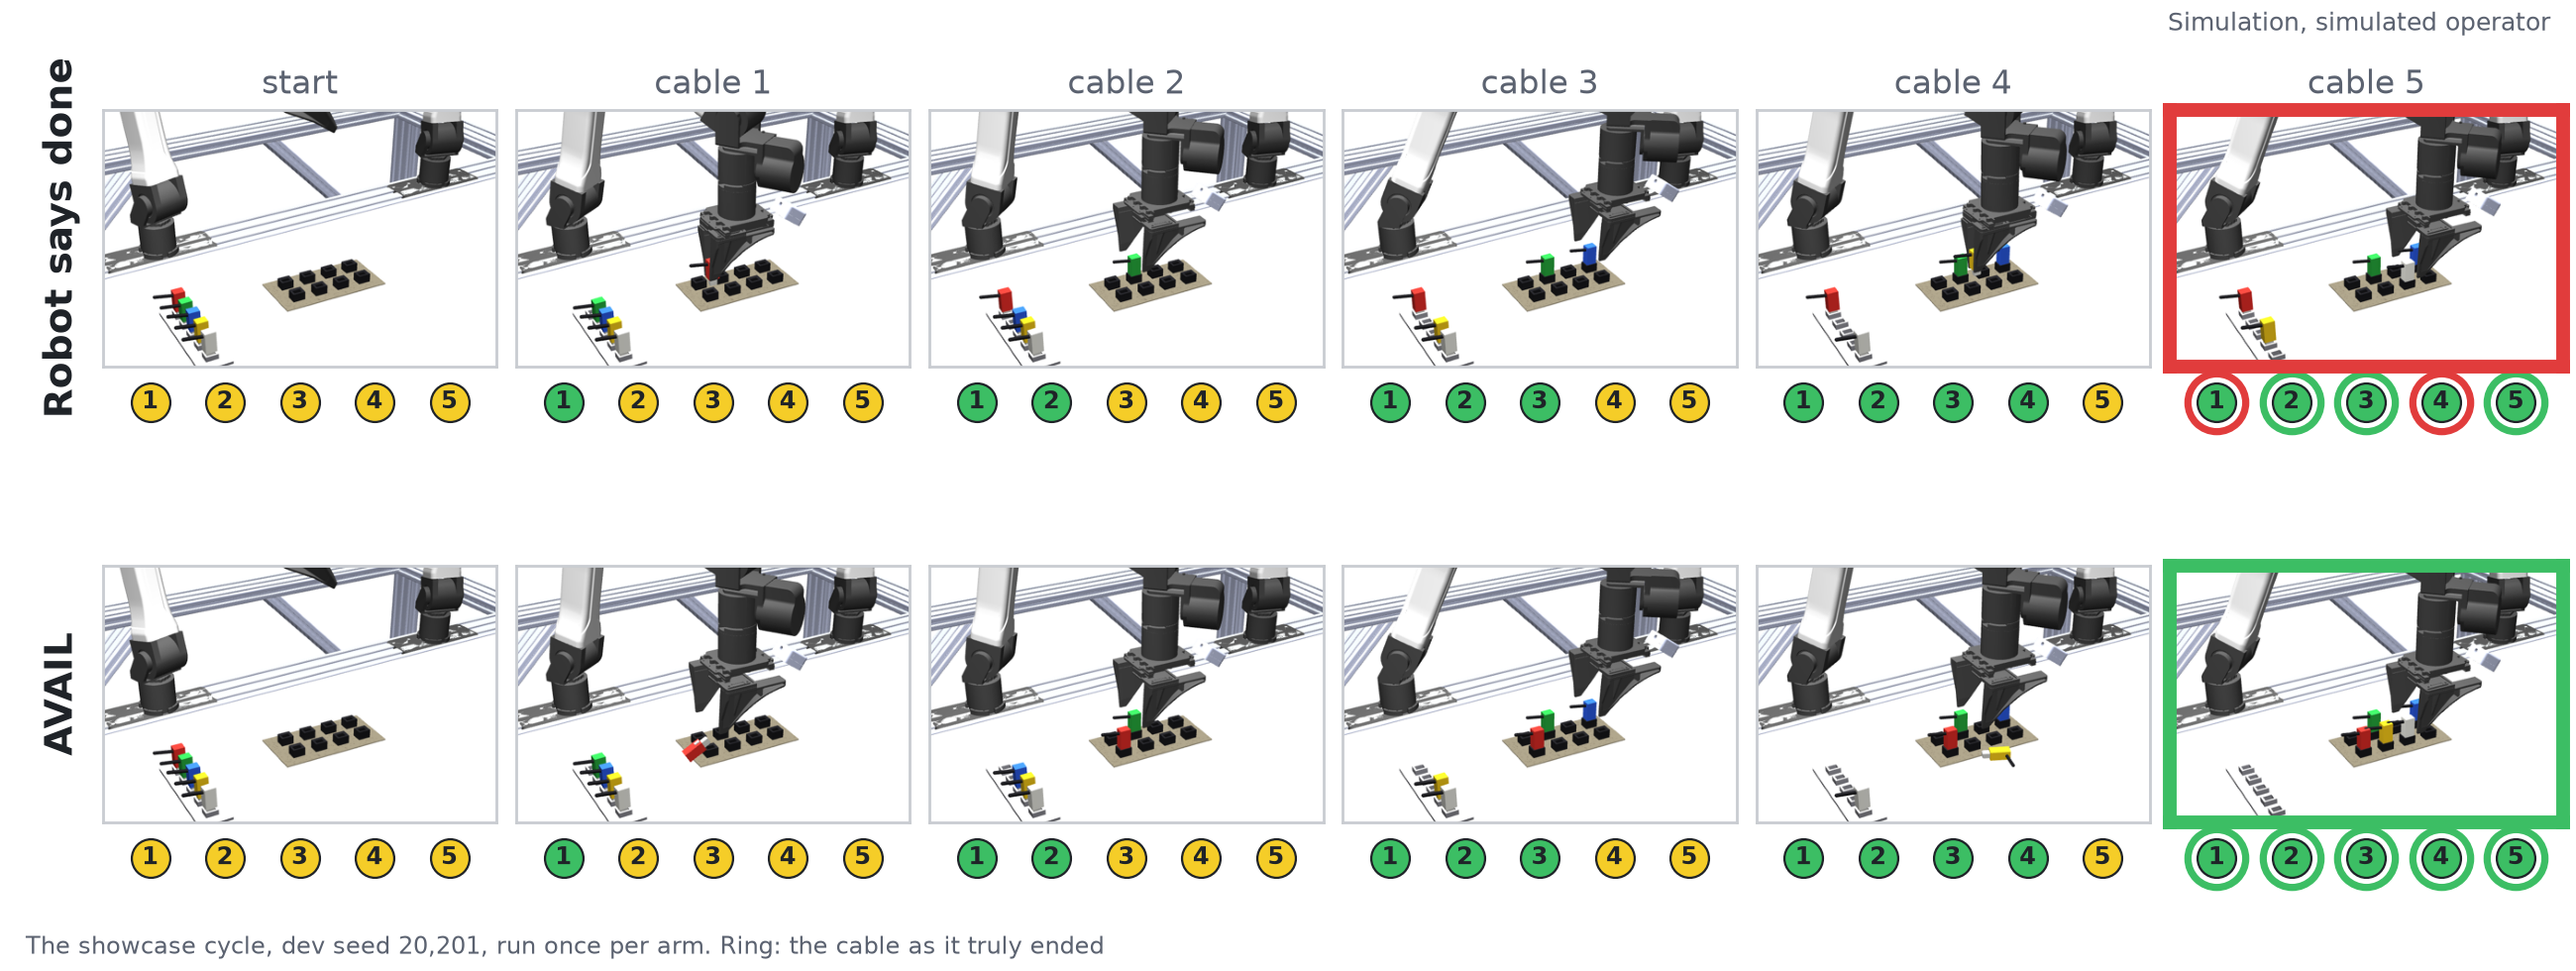 Simulation, simulated operator
start cable 1 cable 2 cable 3 cable 4 cable 5
Robot says done
1 2 3 4 5 1 2 3 4 5 1 2 3 4 5 1 2 3 4 5 1 2 3 4 5 1 2 3 4 5
AVAIL
1 2 3 4 5 1 2 3 4 5 1 2 3 4 5 1 2 3 4 5 1 2 3 4 5 1 2 3 4 5
The showcase cycle, dev seed 20,201, run once per arm. Ring: the cable as it truly ended